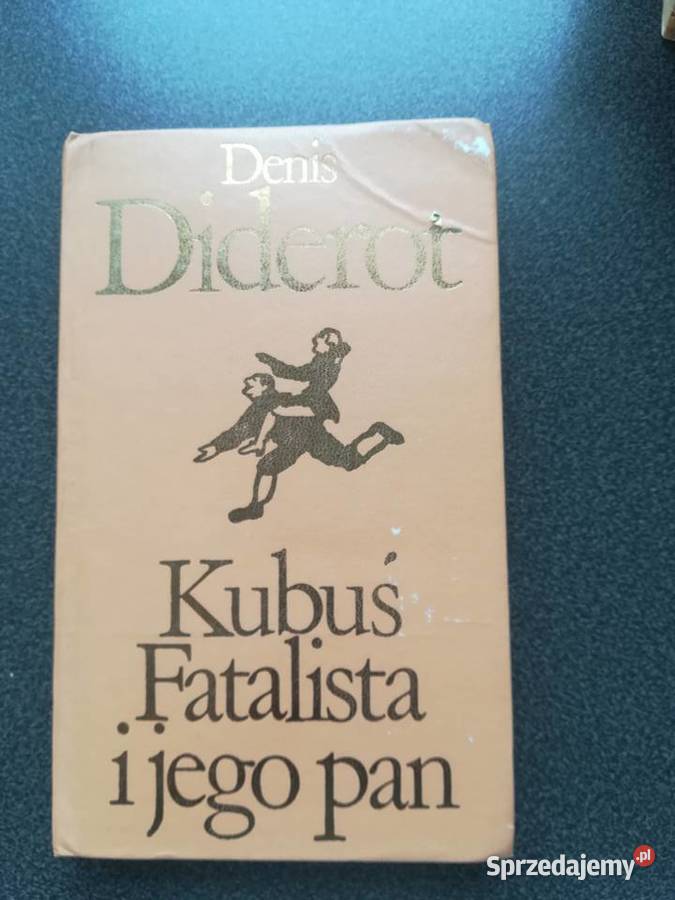 Denis
Diderot
Kubuś
Fatalista
i jego pan
Sprzedajemy.pl